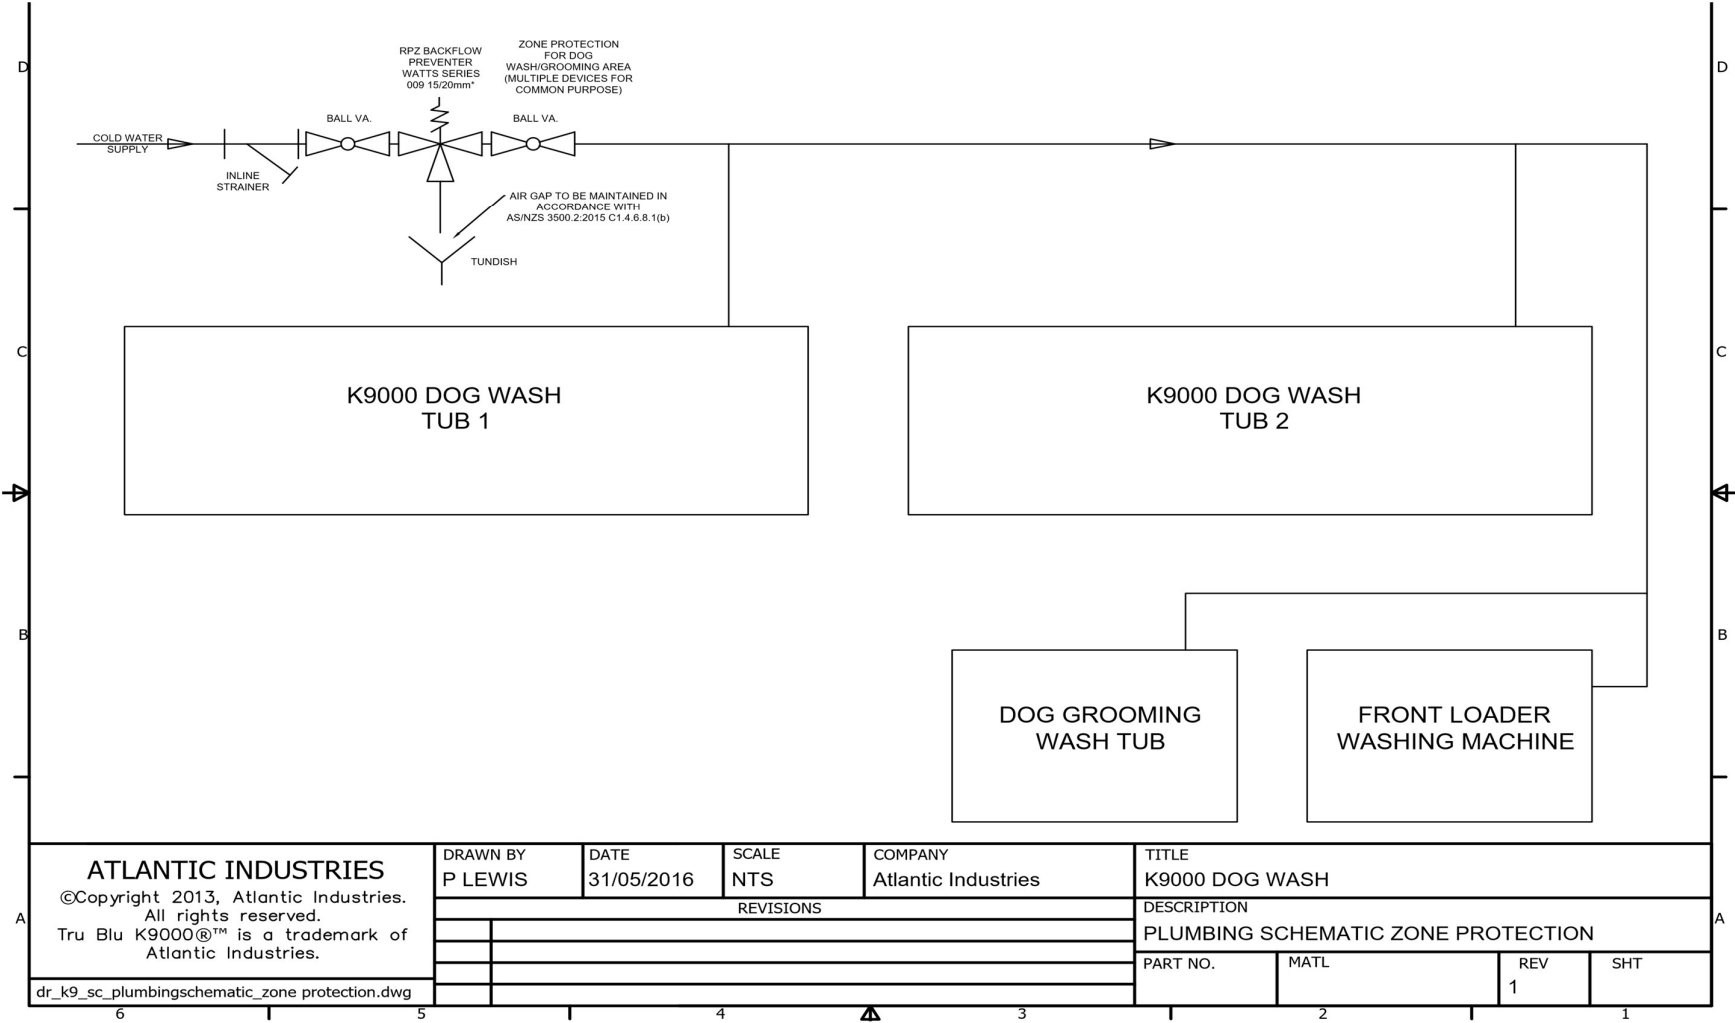 D
D
RPZ BACKFLOW
PREVENTER
WATTS SERIES
009 15/20mm*
ZONE PROTECTION
FOR DOG
WASH/GROOMING AREA
(MULTIPLE DEVICES FOR
COMMON PURPOSE)
BALL VA.
BALL VA.
COLD WATER
SUPPLY
INLINE
STRAINER
AIR GAP TO BE MAINTAINED IN
ACCORDANCE WITH
AS/NZS 3500.2:2015 C1.4.6.8.1(b)
TUNDISH
C
C
K9000 DOG WASH
TUB 1
K9000 DOG WASH
TUB 2
B
B
DOG GROOMING
WASH TUB
FRONT LOADER
WASHING MACHINE
A
A
ATLANTIC INDUSTRIES
©Copyright 2013, Atlantic Industries.
All rights reserved.
Tru Blu K9000®™ is a trademark of
Atlantic Industries.
dr_k9_sc_plumbingschematic_zone protection.dwg
DRAWN BY
P LEWIS
DATE
31/05/2016
SCALE
NTS
COMPANY
Atlantic Industries
REVISIONS
TITLE
K9000 DOG WASH
DESCRIPTION
PLUMBING SCHEMATIC ZONE PROTECTION
PART NO.
MATL
REV
1
SHT
6
5
4
3
2
1